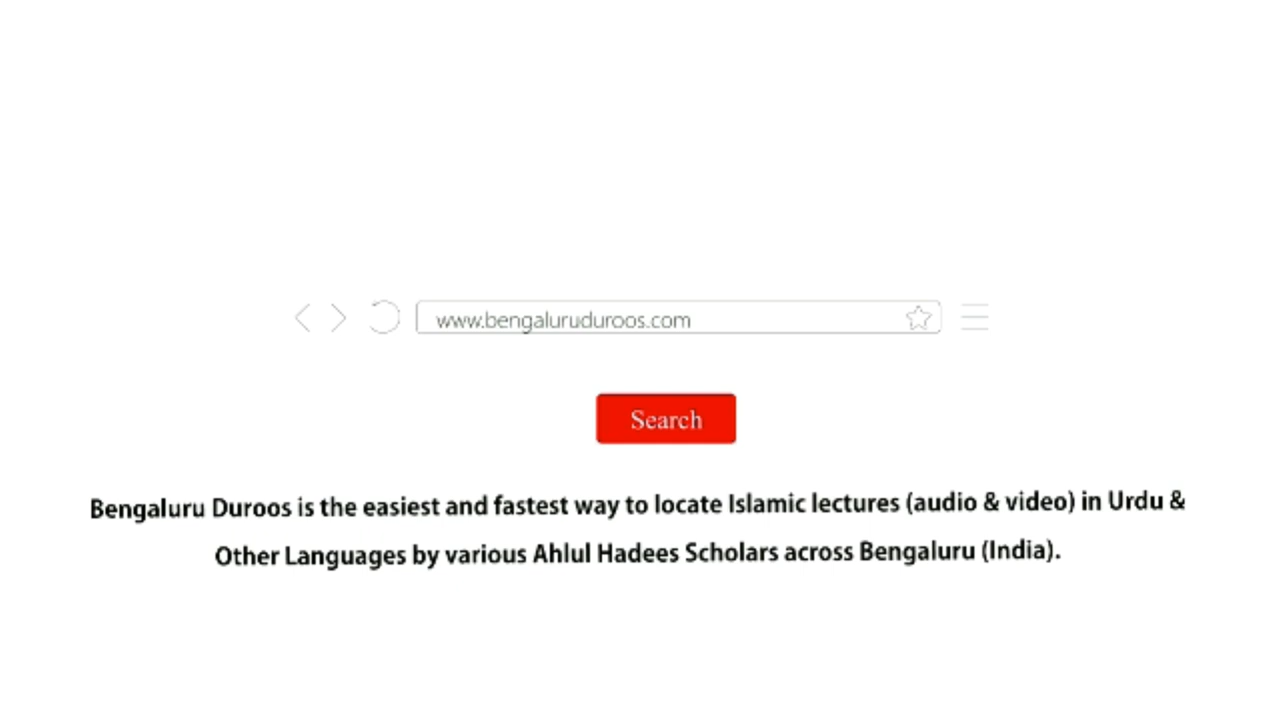 www.bengaluruduroos.com
Search
Bengaluru Duroos is the easiest and fastest way to locate Islamic lectures (audio & video) in Urdu &
Other Languages by various Ahlul Hadees Scholars across Bengaluru (India).